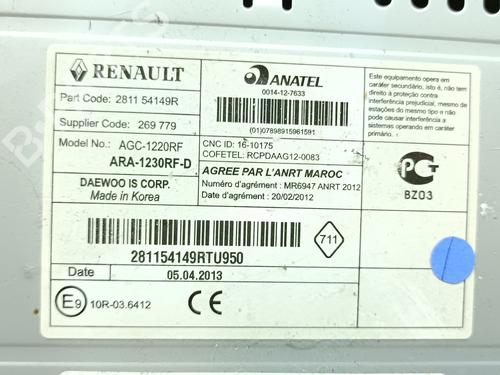 RENAULT
Part Code: 2811 54149R
Supplier Code: 269 779
Model No.: AGC-1220RF
ARA-1230RF-D
DAEWOO IS CORP.
Made in Korea
ANATEL
0014-12-7633
(01)07898915961591
CNC ID: 16-10175
COFETEL: RCPDAAG12-0083
AGREE PAR L'ANRT MAROC
Numéro d'agrément : MR6947 ANRT 2012
Date d'agrément : 20/02/2012
Este equipamento opera em
caráter secundário, isto é, não
tem direito a proteção contra
interferência prejudicial, mesmo de
estações do mesmo tipo e não
pode causar interferência a
sistemas operando em caráter
primário.
PCT
BZ03
281154149RTU950
711
Date 05.04.2013
E9 10R-03.6412 CE